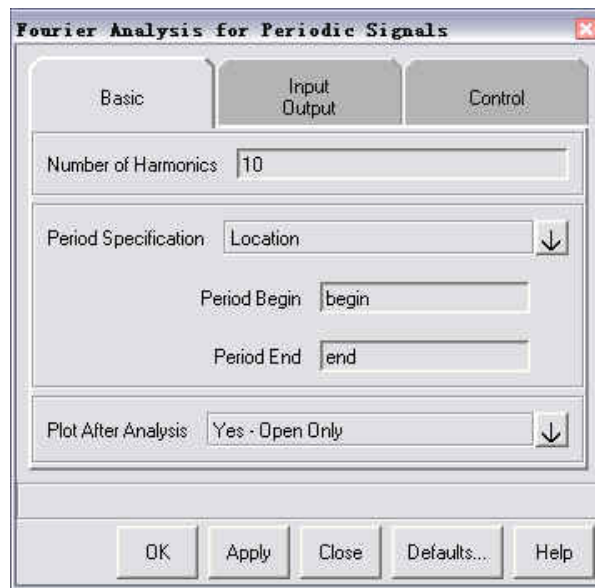 Fourier Analysis for Periodic Signals
Basic
Input
Output
Control
Number of Harmonics 10
Period Specification Location
Period Begin begin
Period End end
Plot After Analysis Yes - Open Only
OK Apply Close Defaults... Help